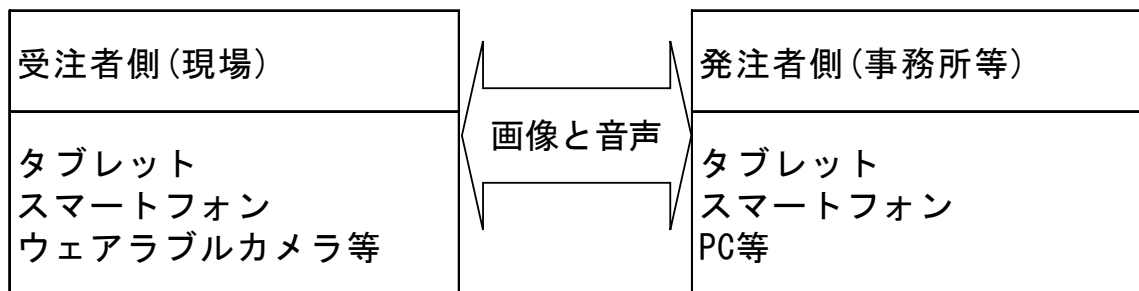 受注者側(現場)
タブレット
スマートフォン
ウェアラブルカメラ等
画像と音声
発注者側(事務所等)
タブレット
スマートフォン
PC等